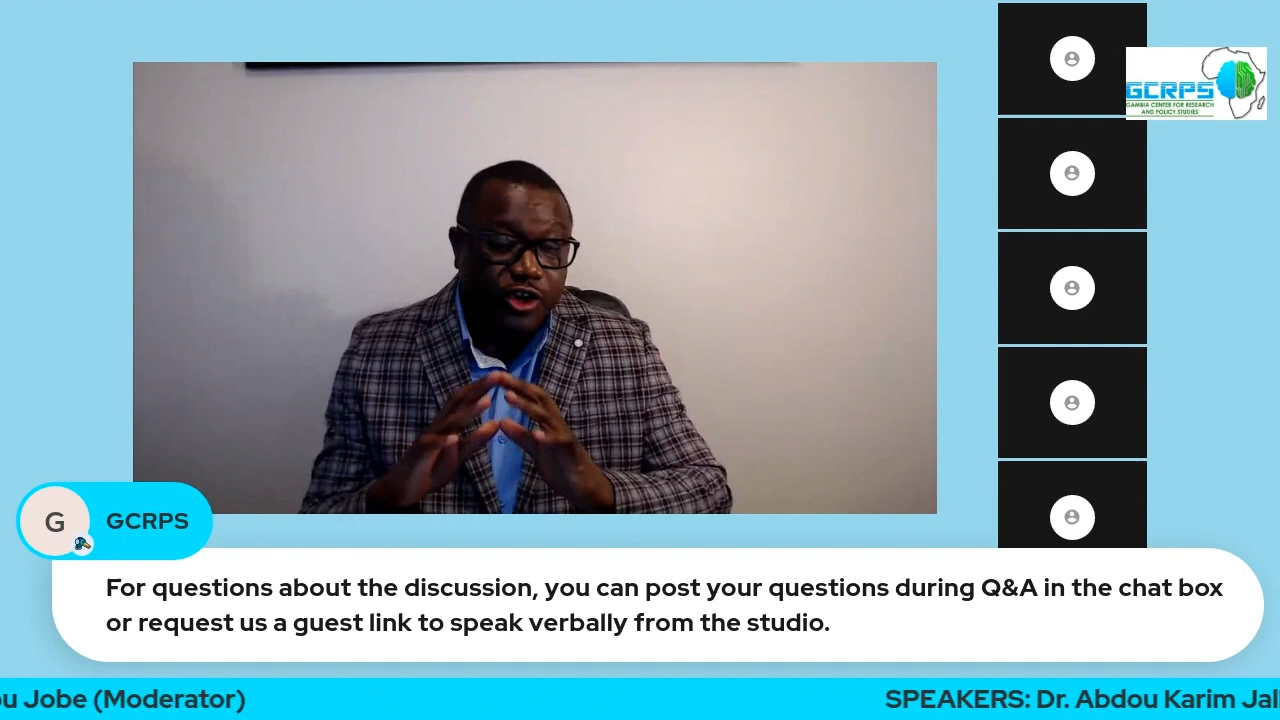 GCRPS
GAMBIA CENTER FOR RESEARCH
AND POLICY STUDIES
G
GCRPS
For questions about the discussion, you can post your questions during Q&A in the chat box
or request us a guest link to speak verbally from the studio.
Jobe (Moderator)
SPEAKERS: Dr. Abdou Karim